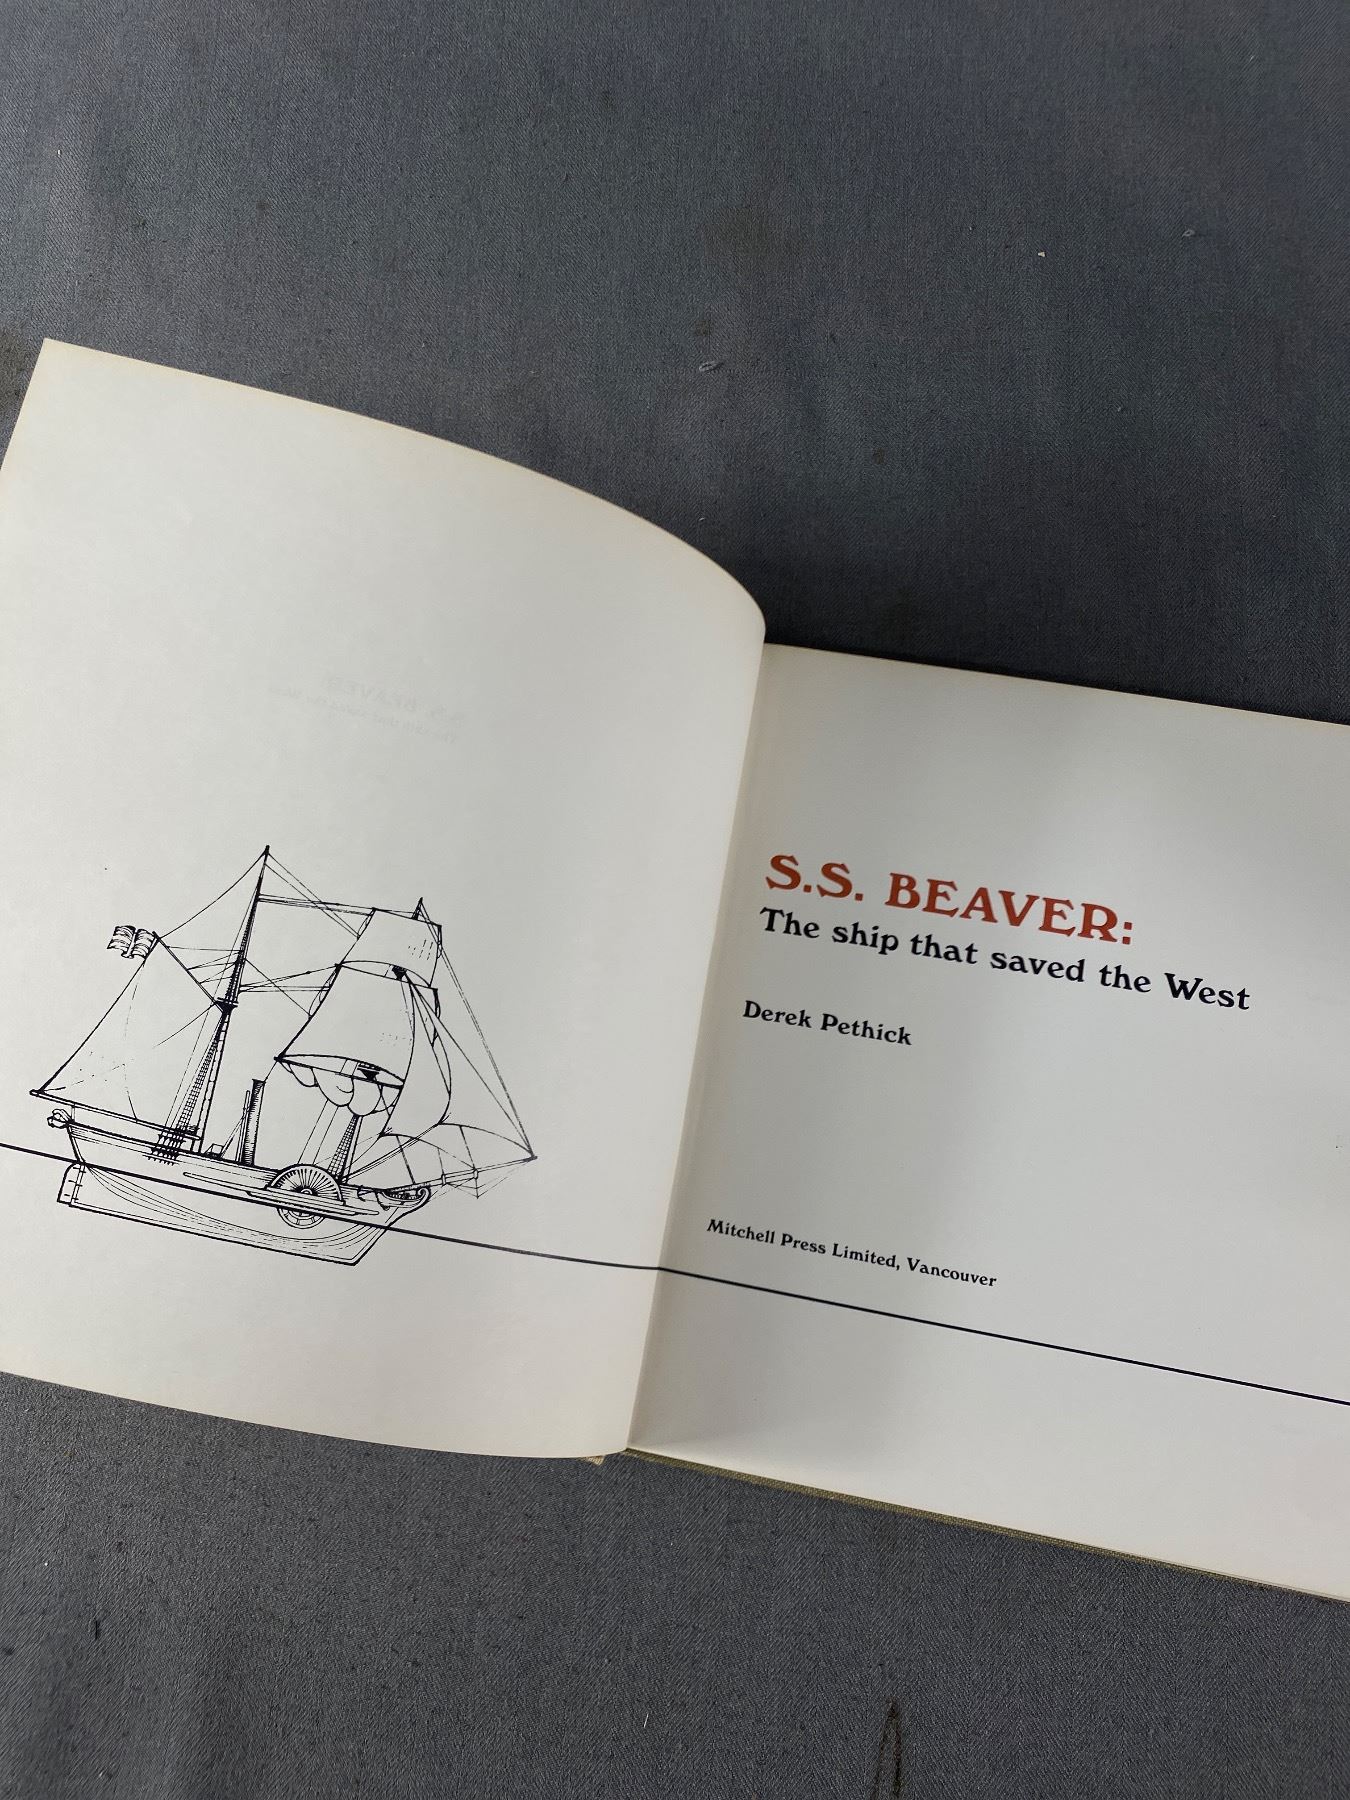 S.S. BEAVER:
The ship that saved the West
Derek Pethick
Mitchell Press Limited, Vancouver